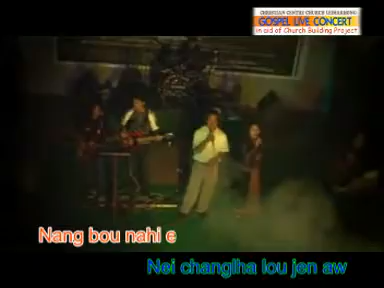 GOSPEL LIVE CONCERT
in aid of Church Building Project
Nang bou nahi e
Nei changlha lou jen aw